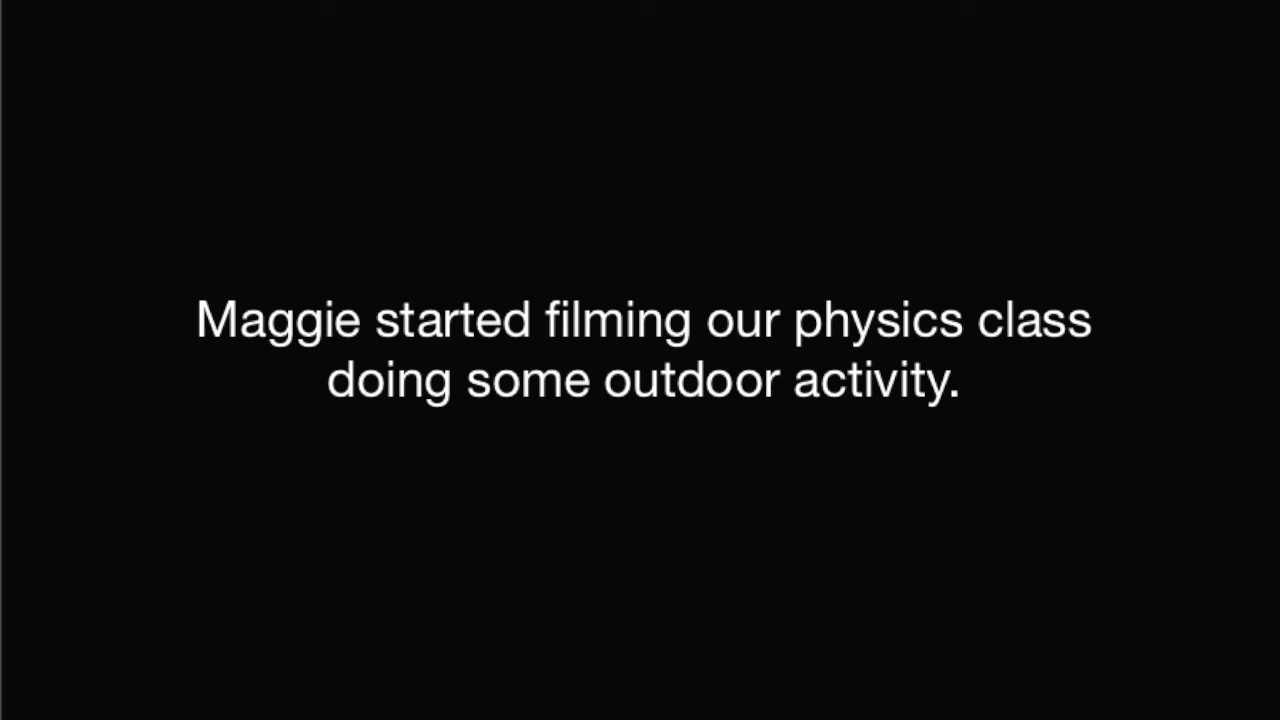 Maggie started filming our physics class
doing some outdoor activity.